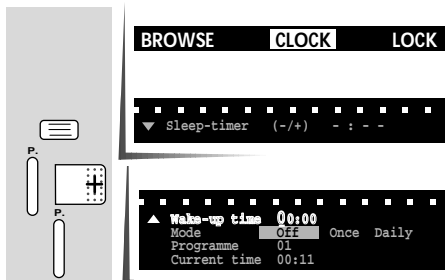 BROWSE CLOCK LOCK
▼ Sleep-timer (-/+) - : - -
P.
P.
▲ Wake-up time 00:00
Mode Off Once Daily
Programme 01
Current time 00:11